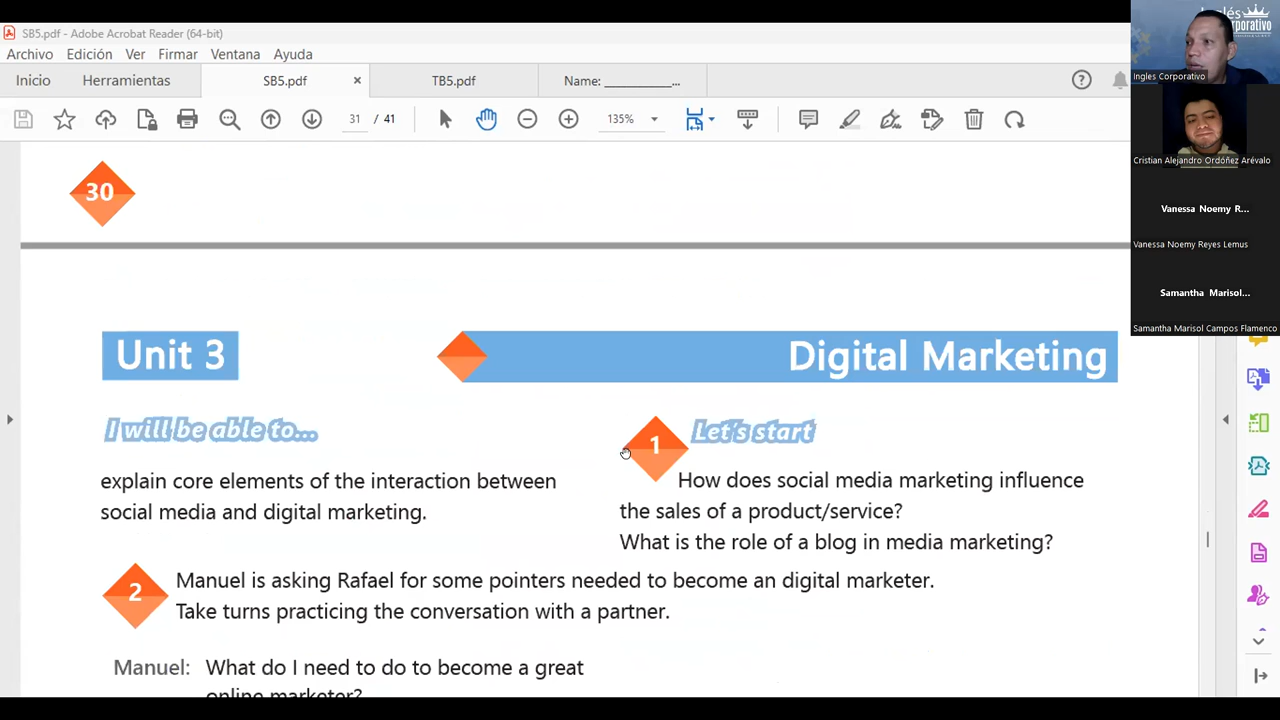 SB5.pdf - Adobe Acrobat Reader (64-bit)
Archivo Edición Ver Firmar Ventana Ayuda
Inicio Herramientas SB5.pdf × TB5.pdf Name: ____________...
31 / 41 135%
30
Unit 3 Digital Marketing
I will be able to...
explain core elements of the interaction between
social media and digital marketing.
1 Let's start
How does social media marketing influence
the sales of a product/service?
What is the role of a blog in media marketing?
2 Manuel is asking Rafael for some pointers needed to become an digital marketer.
Take turns practicing the conversation with a partner.
Manuel: What do I need to do to become a great
online marketer?
Inglés
Corporativo
Ingles Corporativo
Cristian Alejandro Ordóñez Arévalo
Vanessa Noemy R...
Vanessa Noemy Reyes Lemus
Samantha Marisol...
Samantha Marisol Campos Flamenco